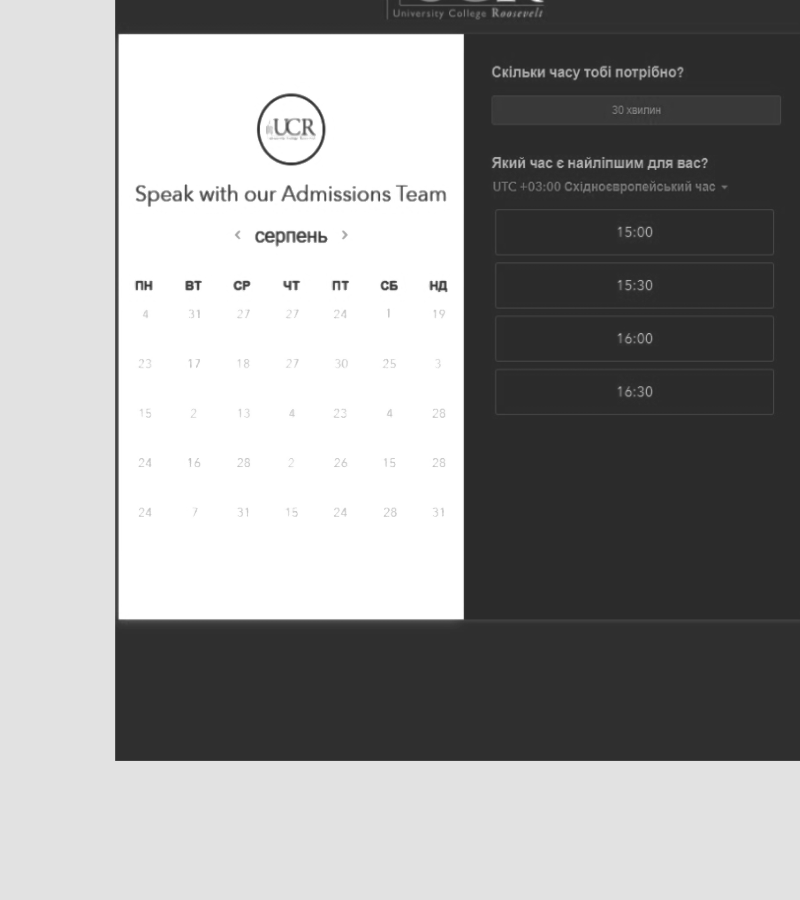 University College Roosevelt
UCR
Speak with our Admissions Team
< серпень >
ПН ВТ СР ЧТ ПТ СБ НД
4 31 27 27 24 1 19
23 17 18 27 30 25 3
15 2 13 4 23 4 28
24 16 28 2 26 15 28
24 7 31 15 24 28 31
Скільки часу тобі потрібно?
30 хвилин
Який час є найліпшим для вас?
UTC +03:00 Східноєвропейський час
15:00
15:30
16:00
16:30